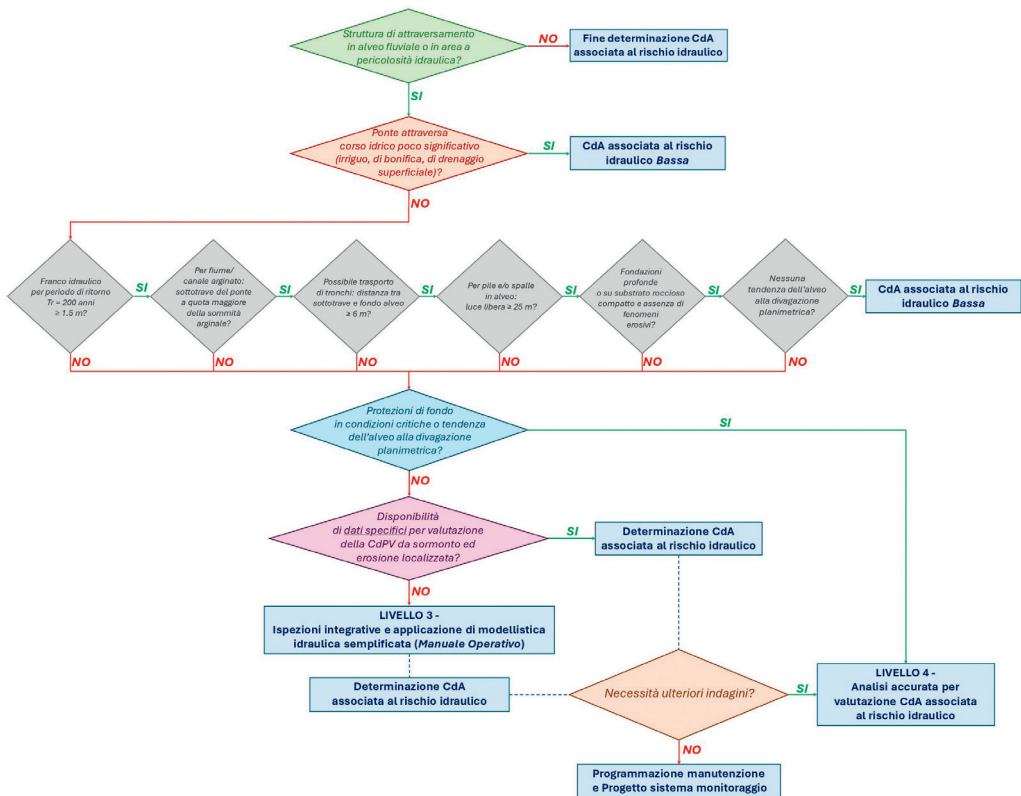 Struttura di attraversamento
in alveo fluviale o in area a
pericolosità idraulica?
NO
Fine determinazione CdA
associata al rischio idraulico
SI
Ponte attraversa
corso idrico poco significativo
(irriguo, di bonifica, di drenaggio
superficiale)?
SI
CdA associata al rischio
idraulico Bassa
NO
Franco idraulico
per periodo di ritorno
Tr = 200 anni
≥ 1.5 m?
SI
Per fiume/
canale arginato:
sottotrave del ponte
a quota maggiore
della sommità
arginale?
SI
Possibile trasporto
di tronchi: distanza tra
sottotrave e fondo alveo
≥ 6 m?
SI
Per pile e/o spalle
in alveo:
luce libera ≥ 25 m?
SI
Fondazioni
profonde
o su substrato roccioso
compatto e assenza di
fenomeni
erosivi?
SI
Nessuna
tendenza dell'alveo
alla divagazione
planimetrica?
SI
CdA associata al rischio
idraulico Bassa
NO
NO
NO
NO
NO
NO
Protezioni di fondo
in condizioni critiche o tendenza
dell'alveo alla divagazione
planimetrica?
SI
NO
Disponibilità
di dati specifici per valutazione
della CdPV da sormonto ed
erosione localizzata?
SI
Determinazione CdA
associata al rischio idraulico
NO
LIVELLO 3 -
Ispezioni integrative e applicazione di modellistica
idraulica semplificata (Manuale Operativo)
Determinazione CdA
associata al rischio idraulico
Necessità ulteriori indagini?
SI
LIVELLO 4 -
Analisi accurata per
valutazione CdA associata
al rischio idraulico
NO
Programmazione manutenzione
e Progetto sistema monitoraggio